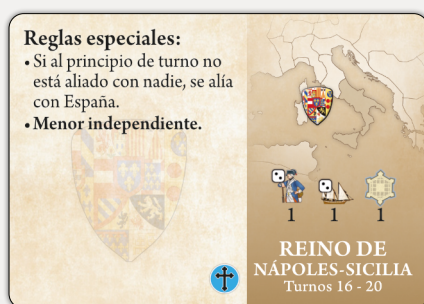 Reglas especiales:
• Si al principio de turno no
está aliado con nadie, se alía
con España.
• Menor independiente.
1 1 1
REINO DE
NÁPOLES-SICILIA
Turnos 16 - 20